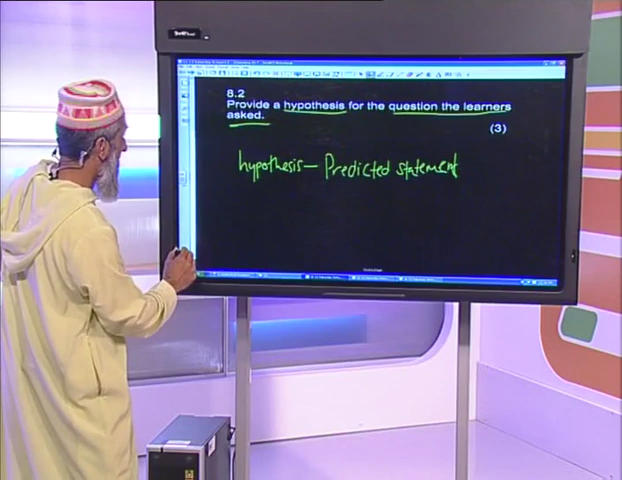 8.2
Provide a hypothesis for the question the learners
asked.
(3)
hypothesis— Predicted statement